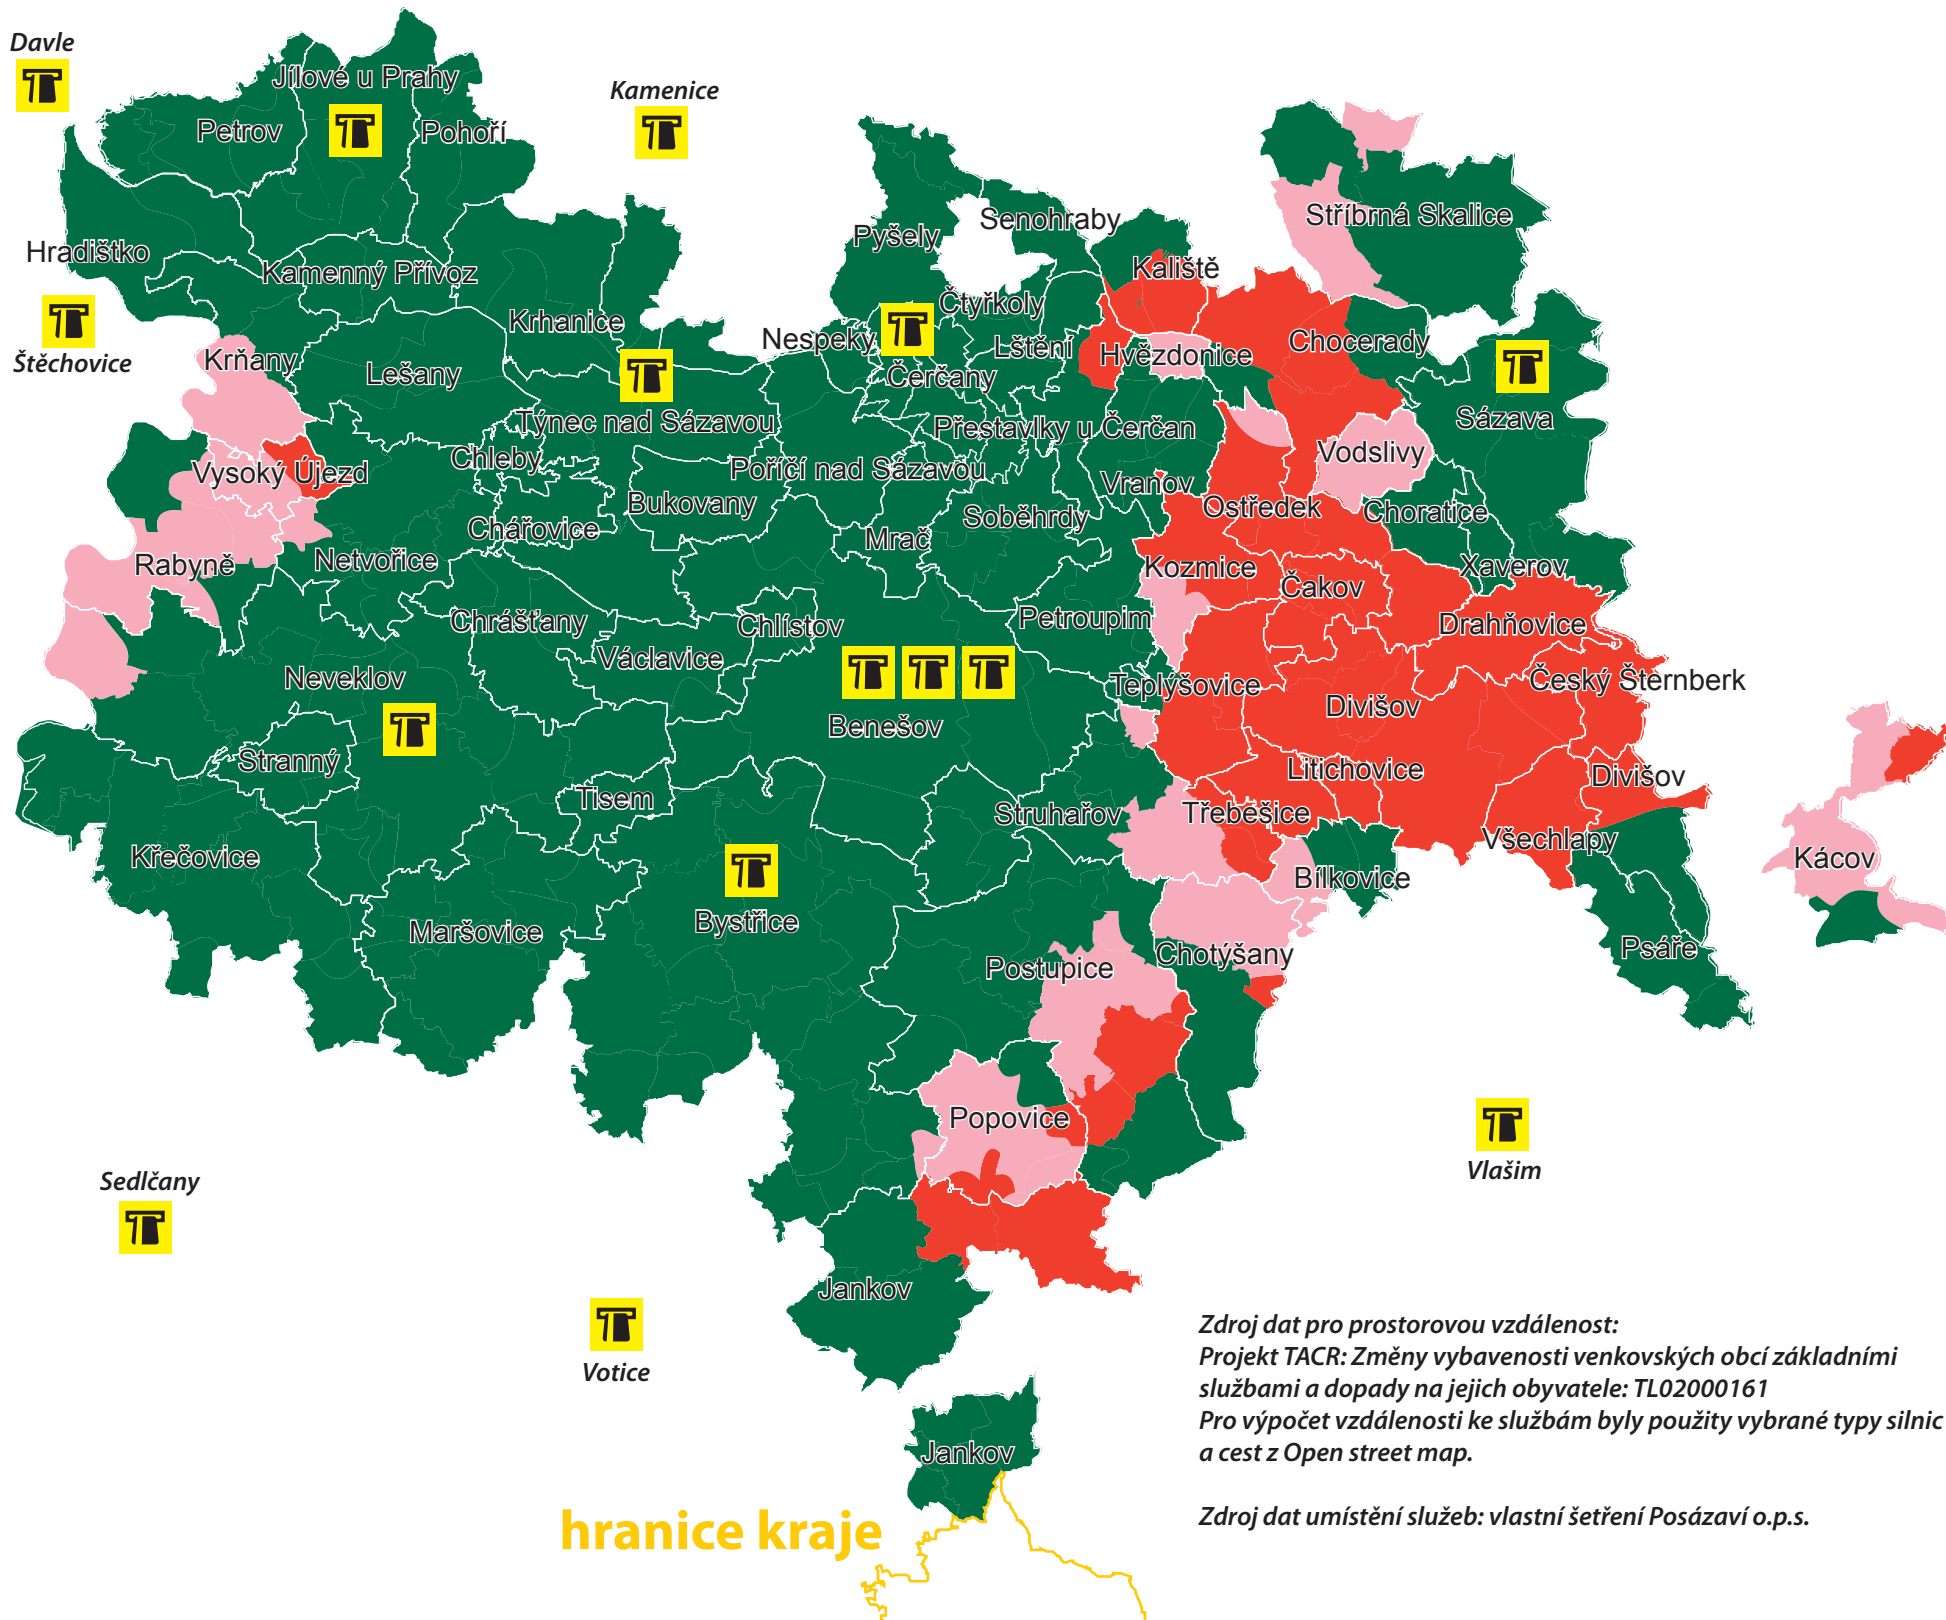 Davle
Jílové u Prahy
Kamenice
Petrov
Pohoří
Stříbrná Skalice
Senohraby
Pyšely
Hradištko
Kamenný Přívoz
Kaliště
Čtyřkoly
Krhanice
Nespeky
Lštění
Chocerady
Hvězdonice
Štěchovice
Krňany
Lešany
Čerčany
Sázava
Týnec nad Sázavou
Přestavlky u Čerčan
Vodslivy
Chleby
Vysoký Újezd
Poříčí nad Sázavou
Vranov
Bukovany
Ostředek
Choratice
Soběhrdy
Chářovice
Mrač
Netvořice
Rabyně
Kozmice
Xaverov
Čakov
Chrášťany
Chlístov
Petroupim
Drahňovice
Václavice
Neveklov
Teplýšovice
Český Šternberk
Divišov
Benešov
Stranný
Litichovice
Divišov
Tisem
Struhařov
Třebešice
Všechlapy
Křečovice
Kácov
Bílkovice
Bystřice
Maršovice
Chotýšany
Psáře
Postupice
Popovice
Vlašim
Sedlčany
Jankov
Votice
Zdroj dat pro prostorovou vzdálenost:
Projekt TACR: Změny vybavenosti venkovských obcí základními
službami a dopady na jejich obyvatele: TL02000161
Pro výpočet vzdálenosti ke službám byly použity vybrané typy silnic
a cest z Open street map.
Jankov
Zdroj dat umístění služeb: vlastní šetření Posázaví o.p.s.
hranice kraje